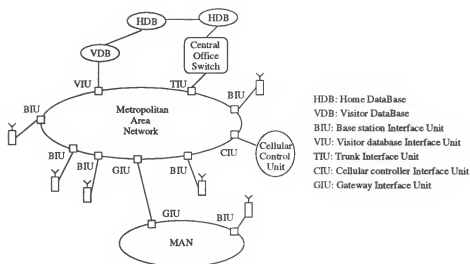 HDB
HDB
VDB
Central
Office
Switch
VIU
TIU
BIU
BIU
Metropolitan
Area
Network
CIU
Cellular
Control
Unit
BIU
BIU
GIU
BIU
GIU
BIU
MAN
HDB: Home DataBase
VDB: Visitor DataBase
BIU: Base station Interface Unit
VIU: Visitor database Interface Unit
TIU: Trunk Interface Unit
CIU: Cellular controller Interface Unit
GIU: Gateway Interface Unit